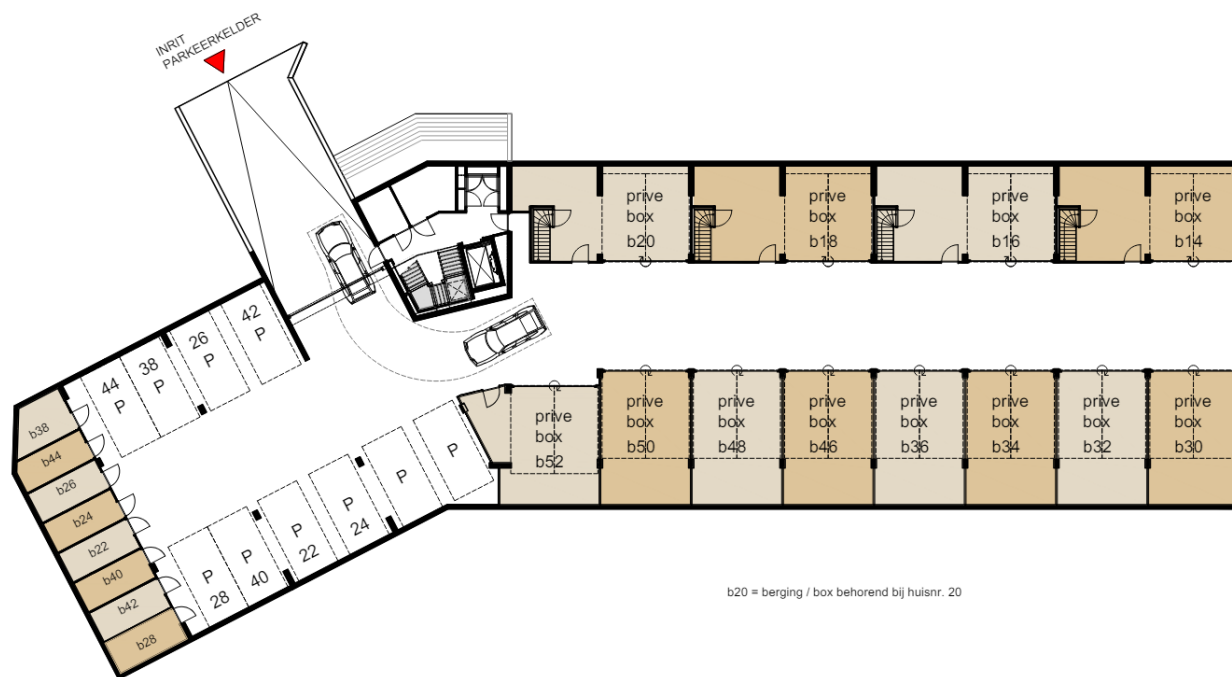 INRIT
PARKEERKELDER
prive
box
b20
prive
box
b18
prive
box
b16
prive
box
b14
42
P
26
P
38
P
44
P
b38
b44
b26
b24
b22
b40
b42
b28
P
28
P
40
P
22
P
24
P
P
prive
box
b52
prive
box
b50
prive
box
b48
prive
box
b46
prive
box
b36
prive
box
b34
prive
box
b32
prive
box
b30
b20 = berging / box behorend bij huisnr. 20